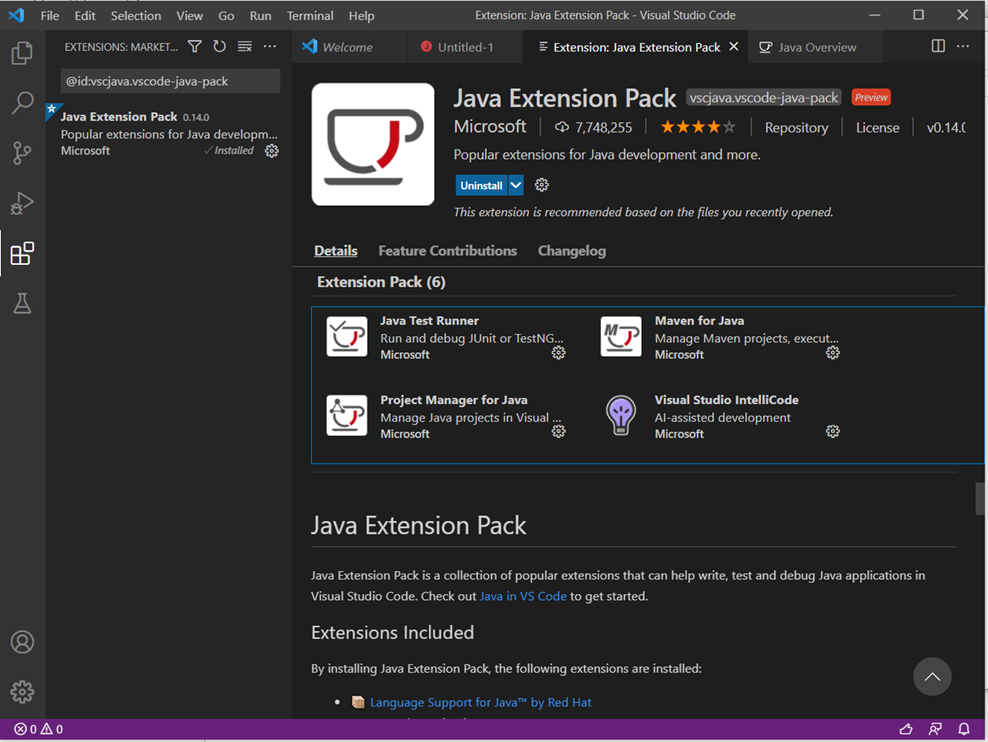 File Edit Selection View Go Run Terminal Help Extension: Java Extension Pack - Visual Studio Code
EXTENSIONS: MARKET...
Welcome Untitled-1 Extension: Java Extension Pack Java Overview
@id:vscjava.vscode-java-pack
Java Extension Pack 0.14.0
Popular extensions for Java developm...
Microsoft Installed
Java Extension Pack vscjava.vscode-java-pack Preview
Microsoft 7,748,255 Repository License v0.14.0
Popular extensions for Java development and more.
Uninstall
This extension is recommended based on the files you recently opened.
Details Feature Contributions Changelog
Extension Pack (6)
Java Test Runner
Run and debug JUnit or TestNG...
Microsoft
Maven for Java
Manage Maven projects, execut...
Microsoft
Project Manager for Java
Manage Java projects in Visual ...
Microsoft
Visual Studio IntelliCode
AI-assisted development
Microsoft
Java Extension Pack
Java Extension Pack is a collection of popular extensions that can help write, test and debug Java applications in
Visual Studio Code. Check out Java in VS Code to get started.
Extensions Included
By installing Java Extension Pack, the following extensions are installed:
• Language Support for Java™ by Red Hat
0 0